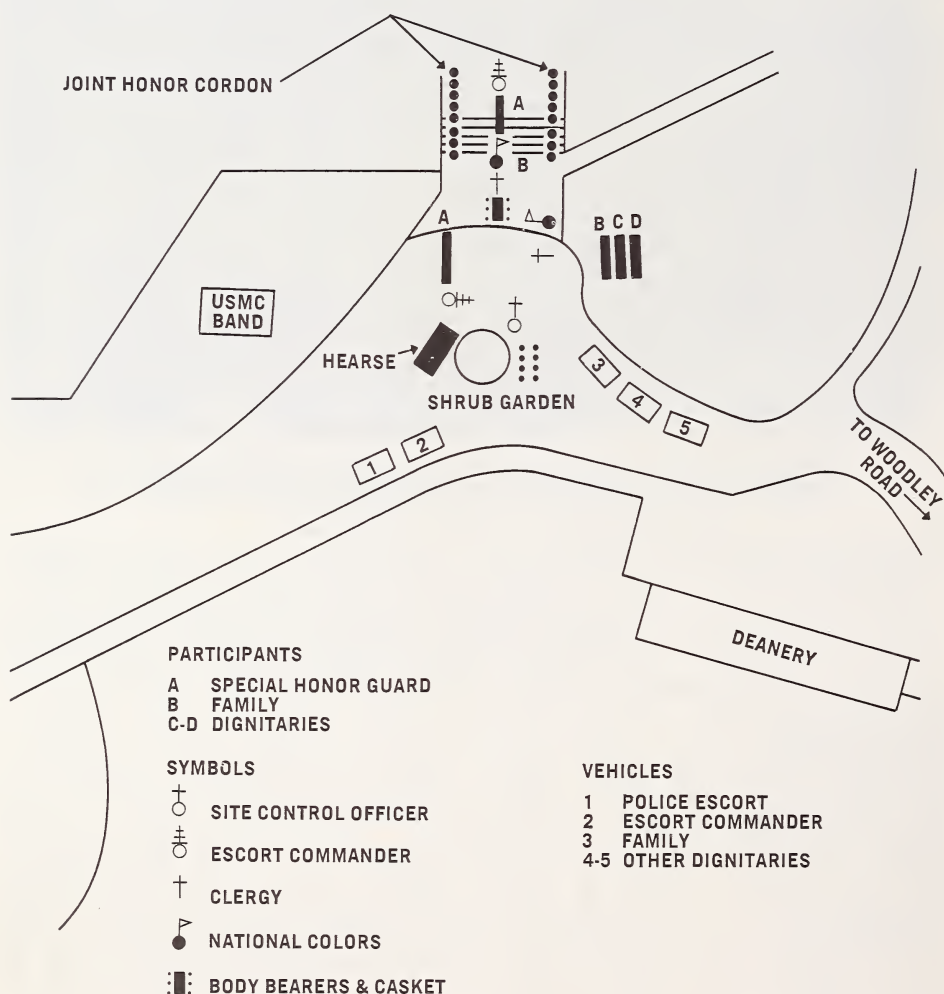 JOINT HONOR CORDON
A
B
A
B C D
USMC
BAND
HEARSE
SHRUB GARDEN
3
4
5
1
2
TO WOODLEY
ROAD
DEANERY
PARTICIPANTS
A SPECIAL HONOR GUARD
B FAMILY
C-D DIGNITARIES
SYMBOLS
SITE CONTROL OFFICER
ESCORT COMMANDER
CLERGY
NATIONAL COLORS
BODY BEARERS & CASKET
VEHICLES
1 POLICE ESCORT
2 ESCORT COMMANDER
3 FAMILY
4-5 OTHER DIGNITARIES